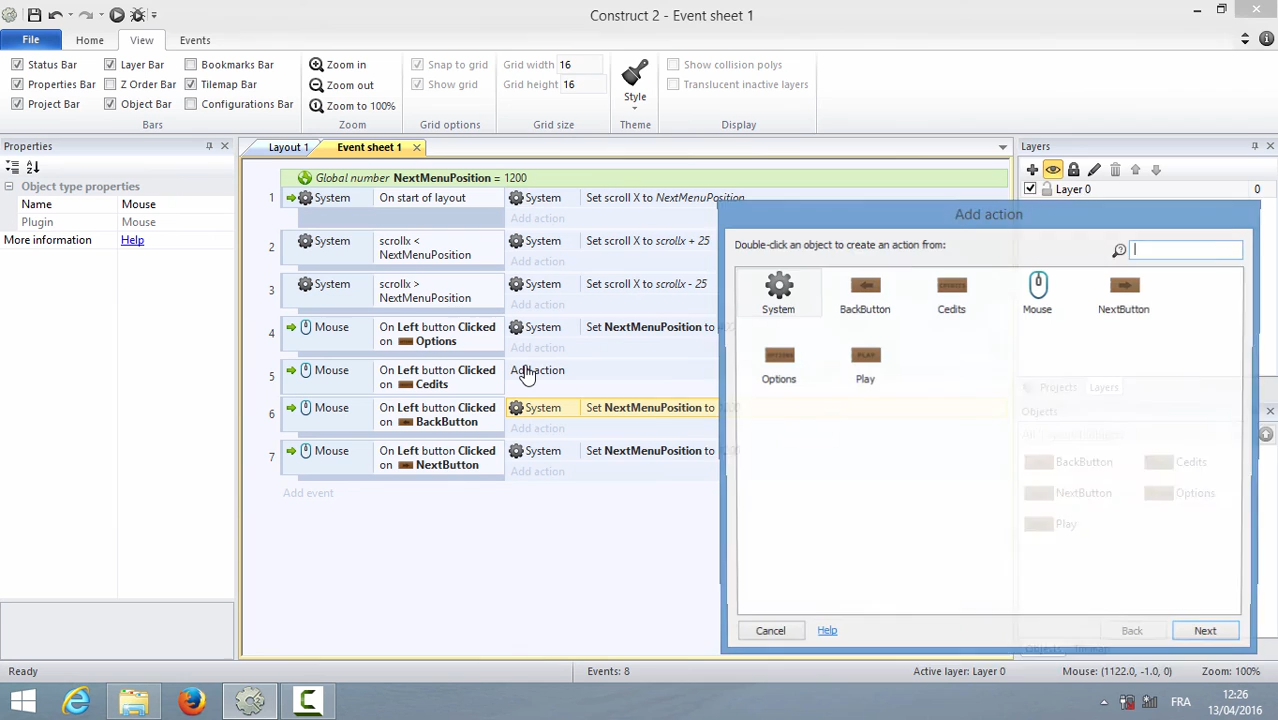 Construct 2 - Event sheet 1
File Home View Events
Status Bar Layer Bar Bookmarks Bar Zoom in Snap to grid Grid width 16 Show collision polys
Properties Bar Z Order Bar Tilemap Bar Zoom out Show grid Grid height 16 Style Translucent inactive layers
Project Bar Object Bar Configurations Bar Zoom to 100%
Bars Zoom Grid options Grid size Theme Display
Properties Layout 1 Event sheet 1 Layers
Object type properties
Name Mouse
Plugin Mouse
More information Help
Global number NextMenuPosition = 1200
1 System On start of layout System Set scroll X to NextMenuPosition
Add action
2 System scrollx < NextMenuPosition System Set scroll X to scrollx + 25
Add action
3 System scrollx > NextMenuPosition System Set scroll X to scrollx - 25
Add action
4 Mouse On Left button Clicked on Options System Set NextMenuPosition to
Add action
5 Mouse On Left button Clicked on Cedits Add action
6 Mouse On Left button Clicked on BackButton System Set NextMenuPosition to
Add action
7 Mouse On Left button Clicked on NextButton System Set NextMenuPosition to
Add action
Add event
Layer 0 0
Add action
Double-click an object to create an action from:
System BackButton Cedits Mouse NextButton
Options Play
Projects Layers
Objects
BackButton Cedits
NextButton Options
Play
Cancel Help Back Next
Ready Events: 8 Active layer: Layer 0 Mouse: (1122.0, -1.0, 0) Zoom: 100%
FRA 12:26
13/04/2016